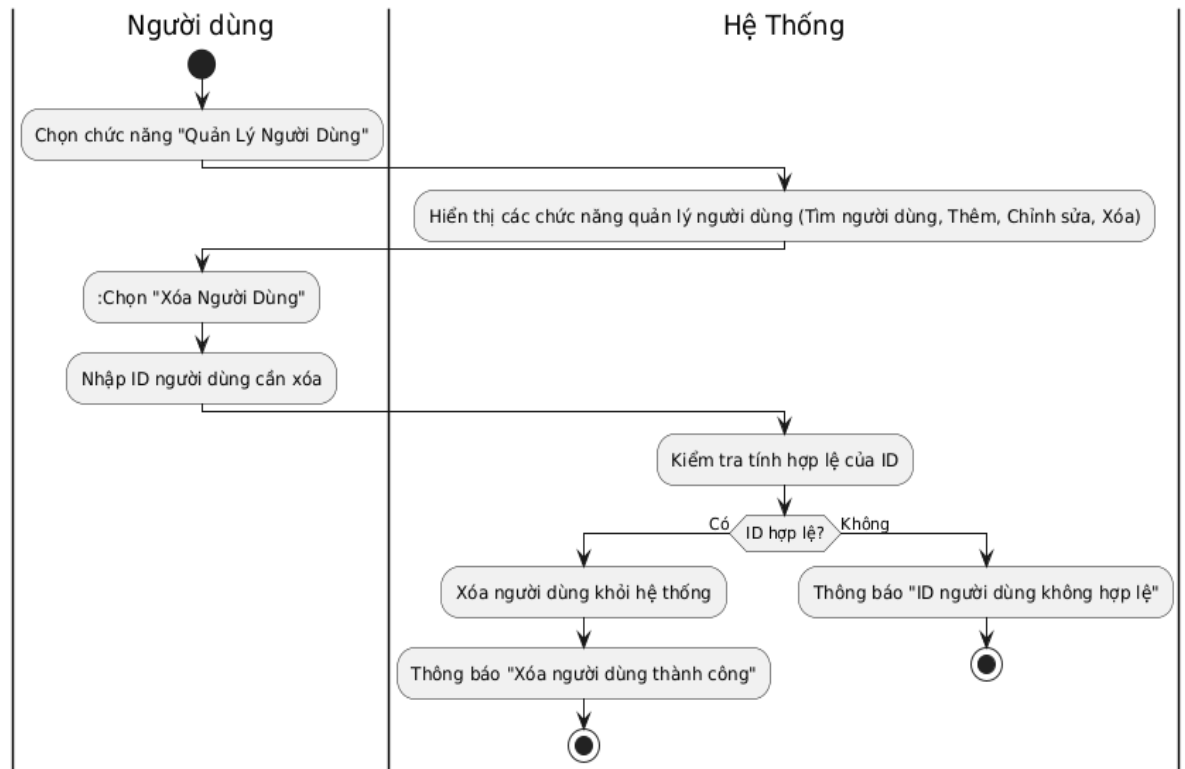 Người dùng
Hệ Thống
Chọn chức năng "Quản Lý Người Dùng"
Hiển thị các chức năng quản lý người dùng (Tìm người dùng, Thêm, Chỉnh sửa, Xóa)
:Chọn "Xóa Người Dùng"
Nhập ID người dùng cần xóa
Kiểm tra tính hợp lệ của ID
Có
ID hợp lệ?
Không
Xóa người dùng khỏi hệ thống
Thông báo "ID người dùng không hợp lệ"
Thông báo "Xóa người dùng thành công"